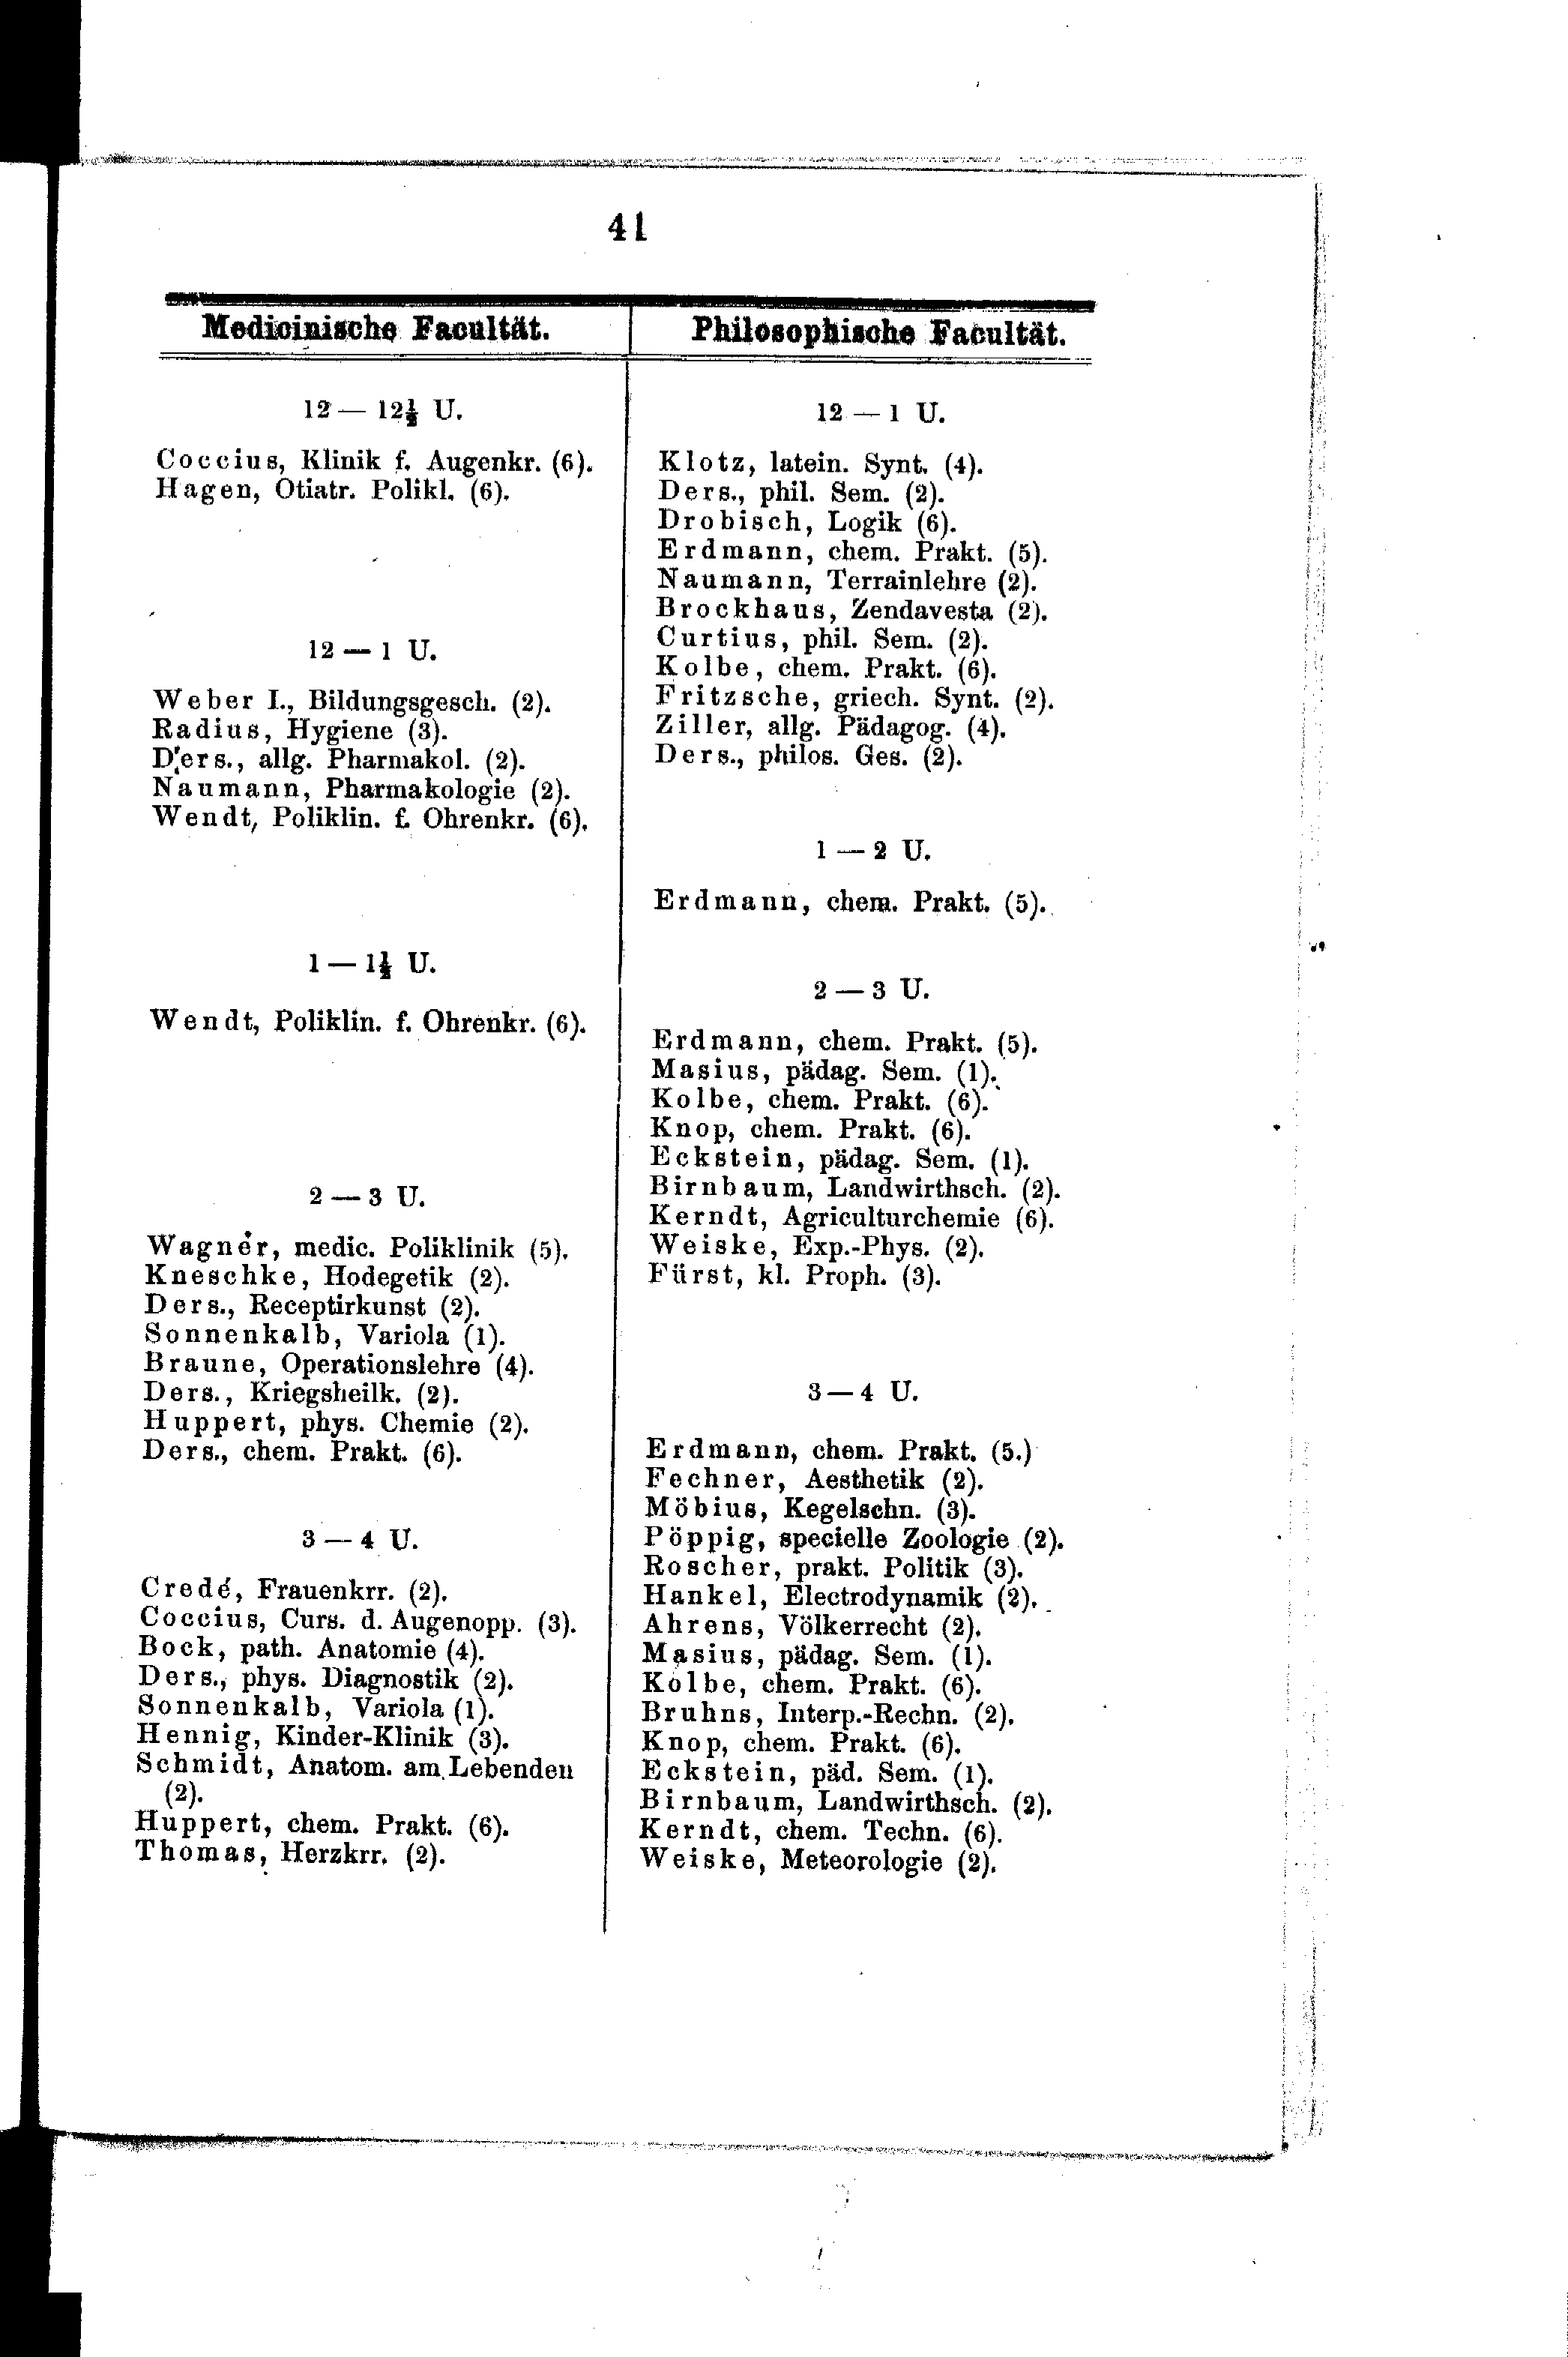 41
Medicinische Facultät.
12 — 12½ U.
Coccius, Klinik f. Augenkr. (6).
Hagen, Otiatr. Polikl. (6).
12 — 1 U.
Weber I., Bildungsgesch. (2).
Radius, Hygiene (3).
Ders., allg. Pharmakol. (2).
Naumann, Pharmakologie (2).
Wendt, Poliklin. f. Ohrenkr. (6).
1 — 1½ U.
Wendt, Poliklin. f. Ohrenkr. (6).
2 — 3 U.
Wagner, medic. Poliklinik (5).
Kneschke, Hodegetik (2).
Ders., Receptirkunst (2).
Sonnenkalb, Variola (1).
Braune, Operationslehre (4).
Ders., Kriegsheilk. (2).
Huppert, phys. Chemie (2).
Ders., chem. Prakt. (6).
3 — 4 U.
Credé, Frauenkrr. (2).
Coccius, Curs. d. Augenopp. (3).
Bock, path. Anatomie (4).
Ders., phys. Diagnostik (2).
Sonnenkalb, Variola (1).
Hennig, Kinder-Klinik (3).
Schmidt, Anatom. am Lebenden
(2).
Huppert, chem. Prakt. (6).
Thomas, Herzkrr. (2).
Philosophische Facultät.
12 — 1 U.
Klotz, latein. Synt. (4).
Ders., phil. Sem. (2).
Drobisch, Logik (6).
Erdmann, chem. Prakt. (5).
Naumann, Terrainlehre (2).
Brockhaus, Zendavesta (2).
Curtius, phil. Sem. (2).
Kolbe, chem. Prakt. (6).
Fritzsche, griech. Synt. (2).
Ziller, allg. Pädagog. (4).
Ders., philos. Ges. (2).
1 — 2 U.
Erdmann, chem. Prakt. (5).
2 — 3 U.
Erdmann, chem. Prakt. (5).
Masius, pädag. Sem. (1).
Kolbe, chem. Prakt. (6).
Knop, chem. Prakt. (6).
Eckstein, pädag. Sem. (1).
Birnbaum, Landwirthsch. (2).
Kerndt, Agriculturchemie (6).
Weiske, Exp.-Phys. (2).
Fürst, kl. Proph. (3).
3 — 4 U.
Erdmann, chem. Prakt. (5.)
Fechner, Aesthetik (2).
Möbius, Kegelschn. (3).
Pöppig, specielle Zoologie (2).
Roscher, prakt. Politik (3).
Hankel, Electrodynamik (2).
Ahrens, Völkerrecht (2).
Masius, pädag. Sem. (1).
Kolbe, chem. Prakt. (6).
Bruhns, Interp.-Rechn. (2).
Knop, chem. Prakt. (6).
Eckstein, päd. Sem. (1).
Birnbaum, Landwirthsch. (2).
Kerndt, chem. Techn. (6).
Weiske, Meteorologie (2).